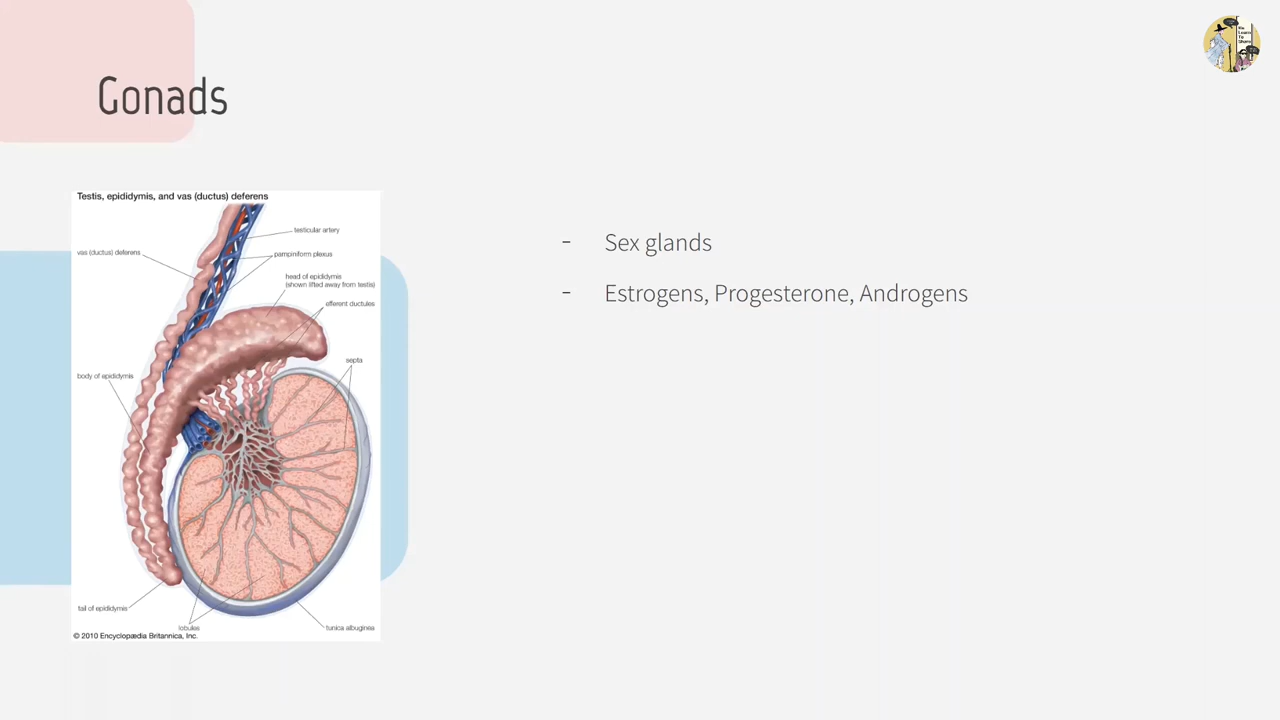 Gonads
Testis, epididymis, and vas (ductus) deferens
testicular artery
vas (ductus) deferens
pampiniform plexus
head of epididymis
(shown lifted away from testis)
efferent ductules
septa
body of epididymis
tail of epididymis
lobules
tunica albuginea
© 2010 Encyclopædia Britannica, Inc.
- Sex glands
- Estrogens, Progesterone, Androgens